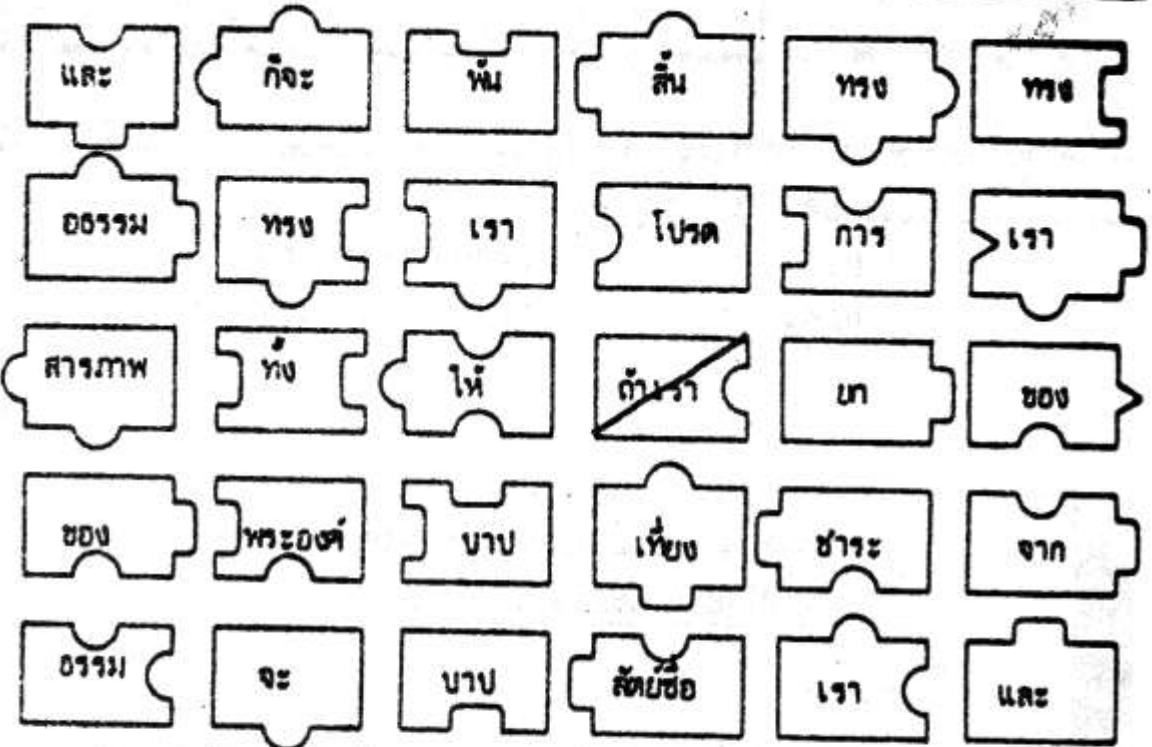 และ ก็จะ พ้น สิ้น ทรง ทรง
อธรรม ทรง เรา โปรด การ เรา
สารภาพ ทั้ง ให้ ถ้าเรา ยก ของ
ของ พระองค์ บาป เที่ยง ชำระ จาก
ธรรม จะ บาป สัตย์ซื่อ เรา และ